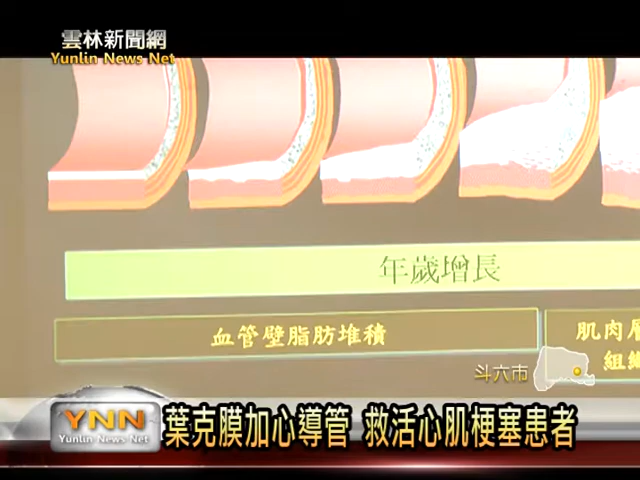 雲林新聞網
Yunlin News Net
年歲增長
血管壁脂肪堆積
肌肉層
組織
斗六市
YNN
Yunlin News Net
葉克膜加心導管 救活心肌梗塞患者